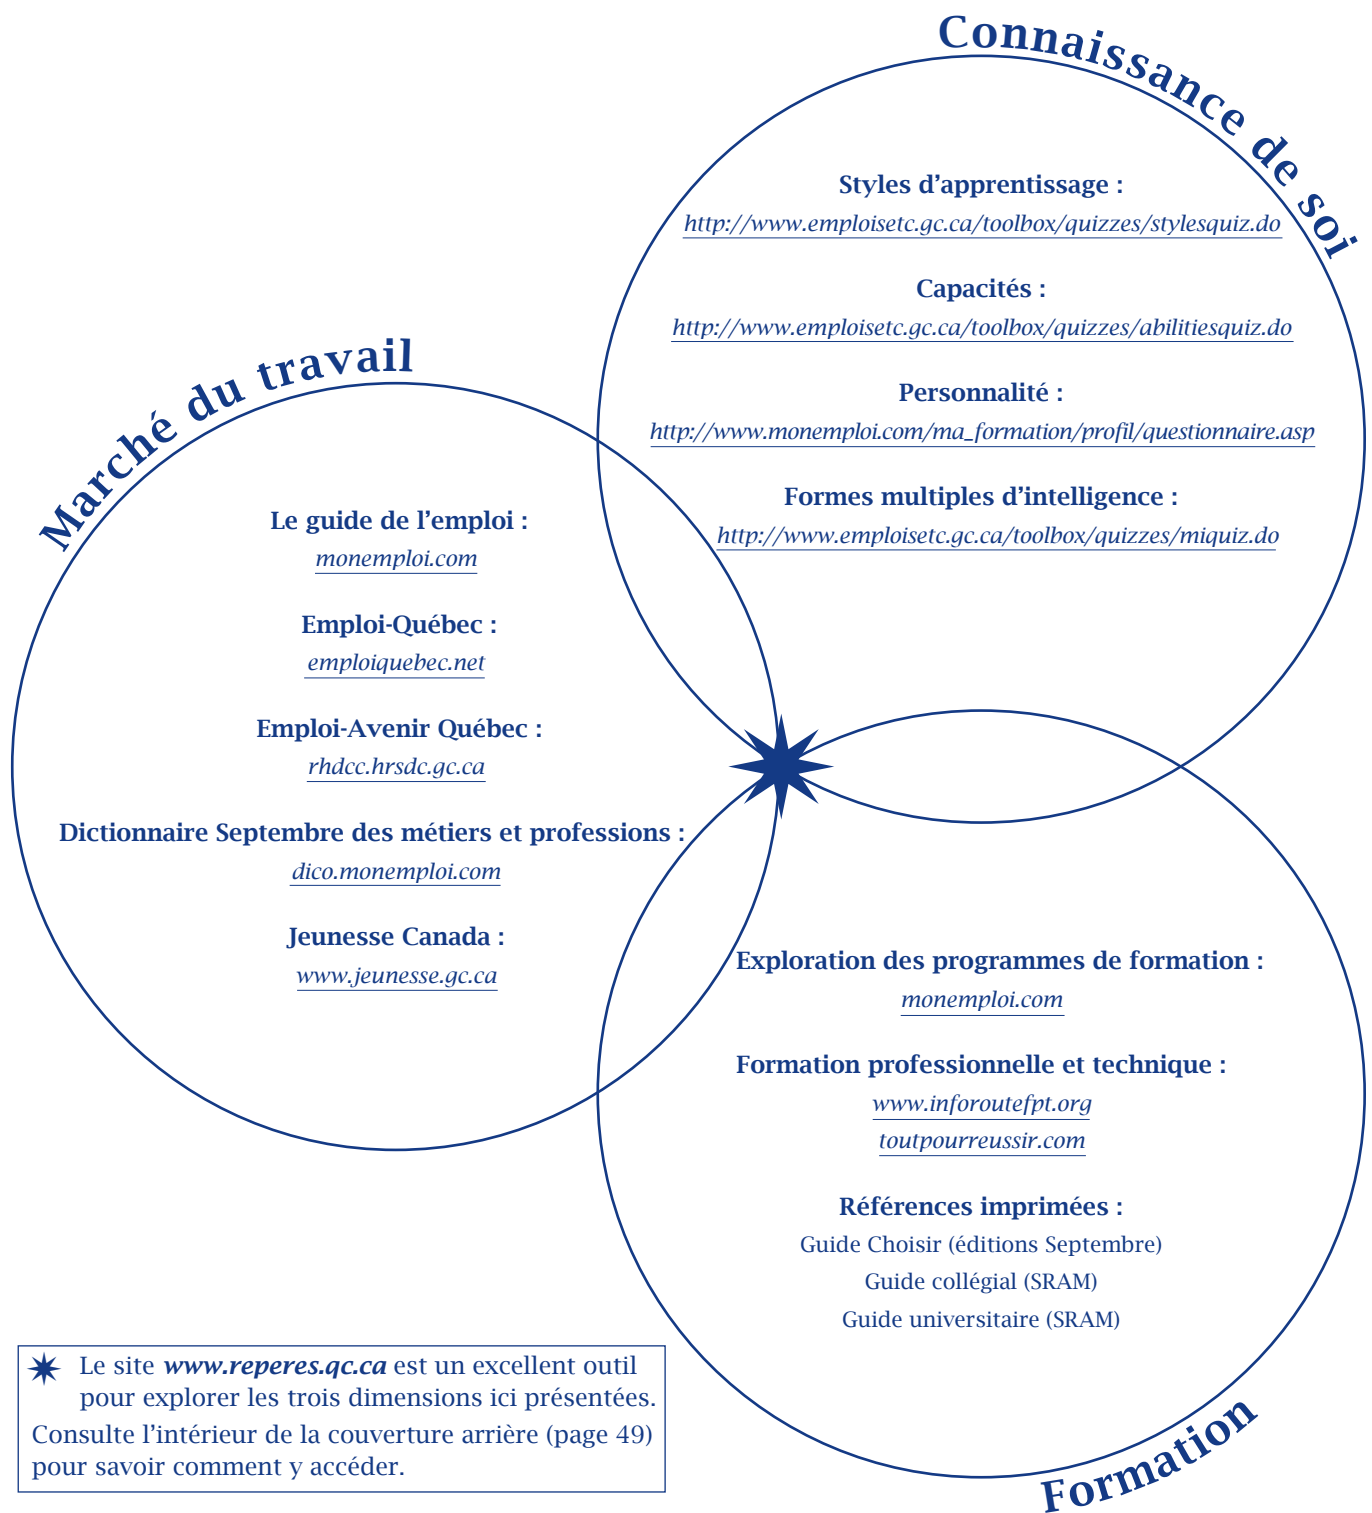 Connaissance de soi
Styles d'apprentissage :
http://www.emploisetc.gc.ca/toolbox/quizzes/stylesquiz.do
Capacités :
http://www.emploisetc.gc.ca/toolbox/quizzes/abilitiesquiz.do
Personnalité :
http://www.monemploi.com/ma_formation/profil/questionnaire.asp
Formes multiples d'intelligence :
http://www.emploisetc.gc.ca/toolbox/quizzes/miquiz.do
Marché du travail
Le guide de l'emploi :
monemploi.com
Emploi-Québec :
emploiquebec.net
Emploi-Avenir Québec :
rhdcc.hrsdc.gc.ca
Dictionnaire Septembre des métiers et professions :
dico.monemploi.com
Jeunesse Canada :
www.jeunesse.gc.ca
Exploration des programmes de formation :
monemploi.com
Formation professionnelle et technique :
www.inforoutefpt.org
toutpourreussir.com
Références imprimées :
Guide Choisir (éditions Septembre)
Guide collégial (SRAM)
Guide universitaire (SRAM)
Formation
Le site www.reperes.qc.ca est un excellent outil
pour explorer les trois dimensions ici présentées.
Consulte l'intérieur de la couverture arrière (page 49)
pour savoir comment y accéder.